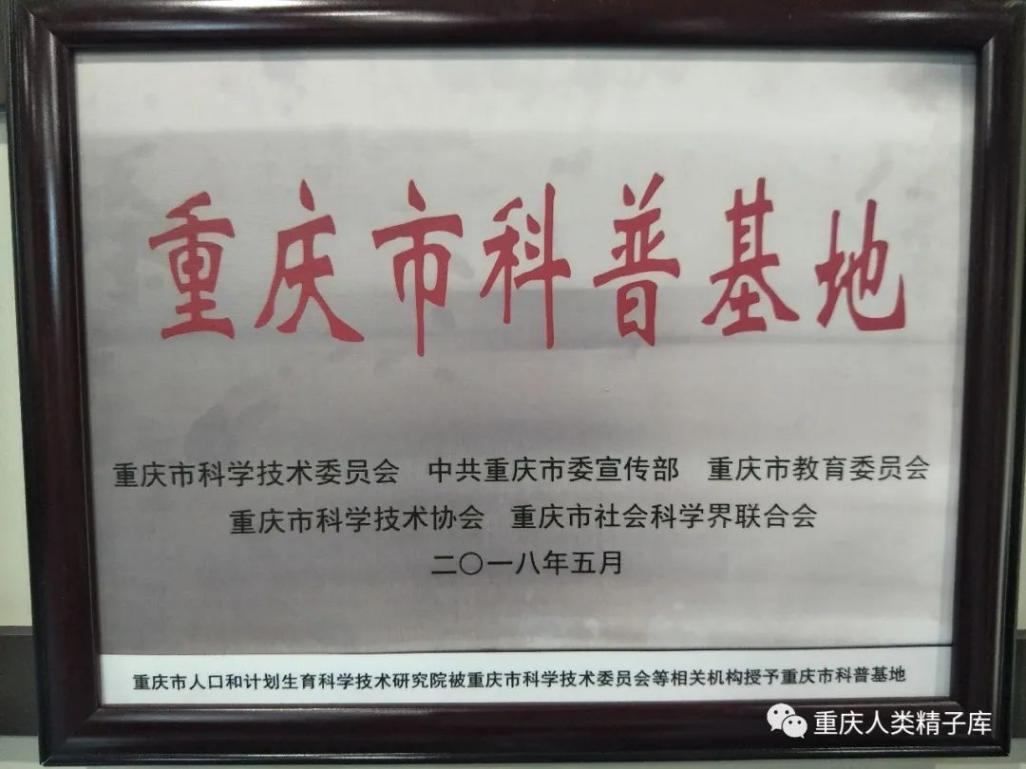 重庆市科普基地
重庆市科学技术委员会 中共重庆市委宣传部 重庆市教育委员会
重庆市科学技术协会 重庆市社会科学界联合会
二〇一八年五月
重庆市人口和计划生育科学技术研究院被重庆市科学技术委员会等相关机构授予重庆市科普基地
重庆人类精子库